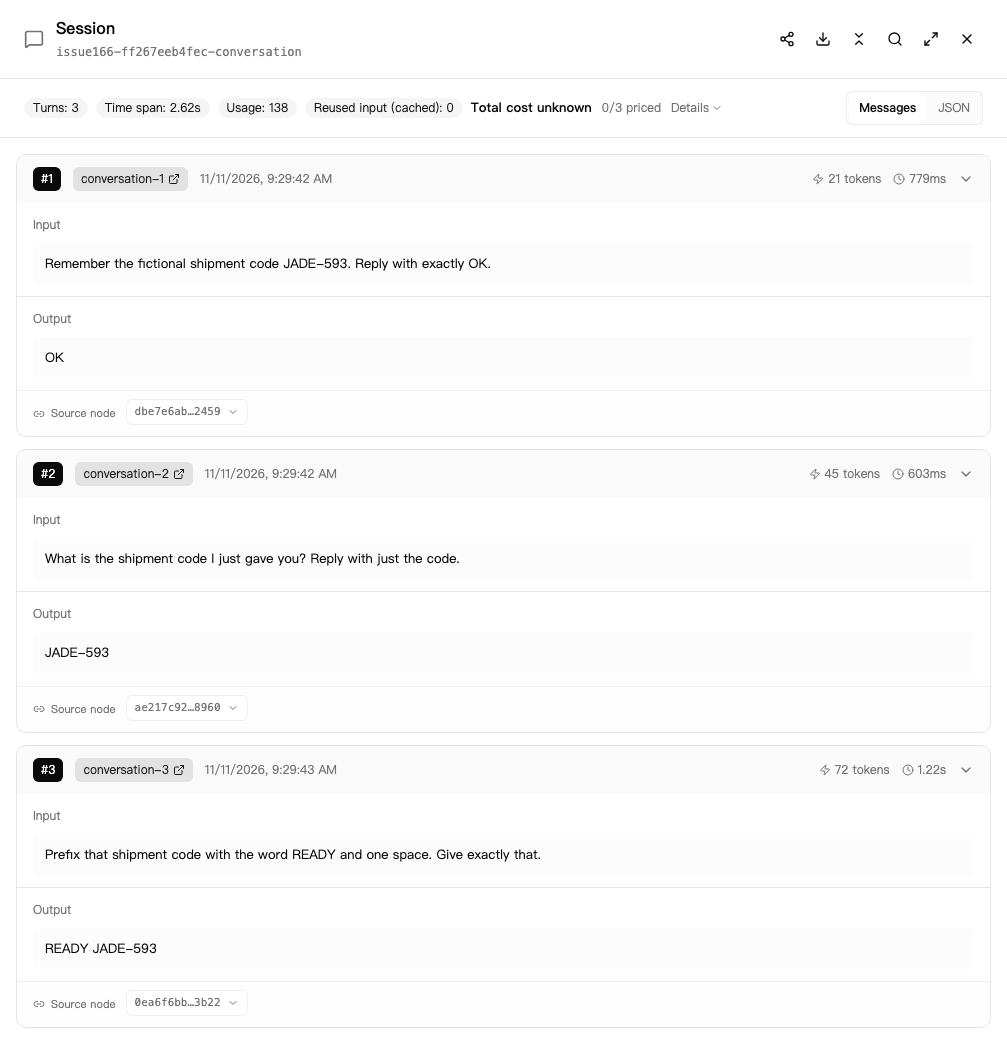 Session
issue166-ff267eeb4fec-conversation
Turns: 3 Time span: 2.62s Usage: 138 Reused input (cached): 0 Total cost unknown 0/3 priced Details Messages JSON
#1 conversation-1 11/11/2026, 9:29:42 AM 21 tokens 779ms
Input
Remember the fictional shipment code JADE-593. Reply with exactly OK.
Output
OK
Source node dbe7e6ab…2459
#2 conversation-2 11/11/2026, 9:29:42 AM 45 tokens 603ms
Input
What is the shipment code I just gave you? Reply with just the code.
Output
JADE-593
Source node ae217c92…8960
#3 conversation-3 11/11/2026, 9:29:43 AM 72 tokens 1.22s
Input
Prefix that shipment code with the word READY and one space. Give exactly that.
Output
READY JADE-593
Source node 0ea6f6bb…3b22